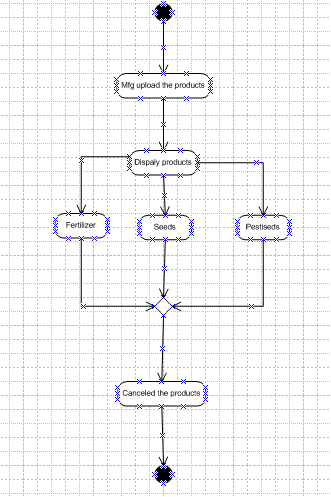 Mfg upload the products
Dispaly products
Fertilizer
Seeds
Pestiseds
Canceled the products